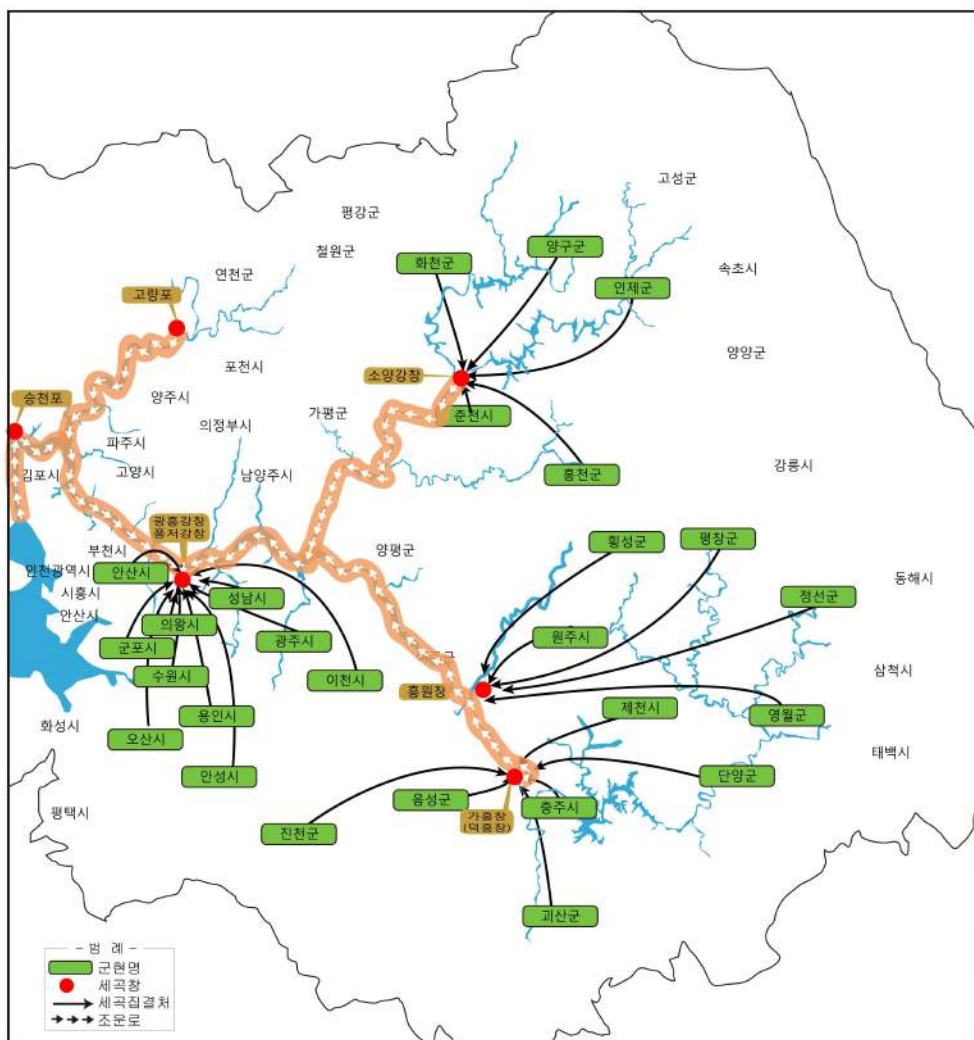 고성군
평강군
양구군
철원군
화천군
속초시
연천군
인제군
고량포
양양군
포천시
소양강창
승천포
양주시
가평군
춘천시
의정부시
파주시
강릉시
고양시
김포시
남양주시
홍천군
광흥강창
풍저강창
횡성군
평창군
부천시
양평군
인천광역시
안산시
동해시
시흥시
성남시
정선군
안산시
의왕시
원주시
군포시
광주시
수원시
이천시
삼척시
흥원창
화성시
용인시
제천시
영월군
오산시
태백시
안성시
단양군
평택시
음성군
충주시
진천군
가흥창
(덕흥창)
괴산군
- 범 례 -
군현명
세곡창
세곡집결처
조운로